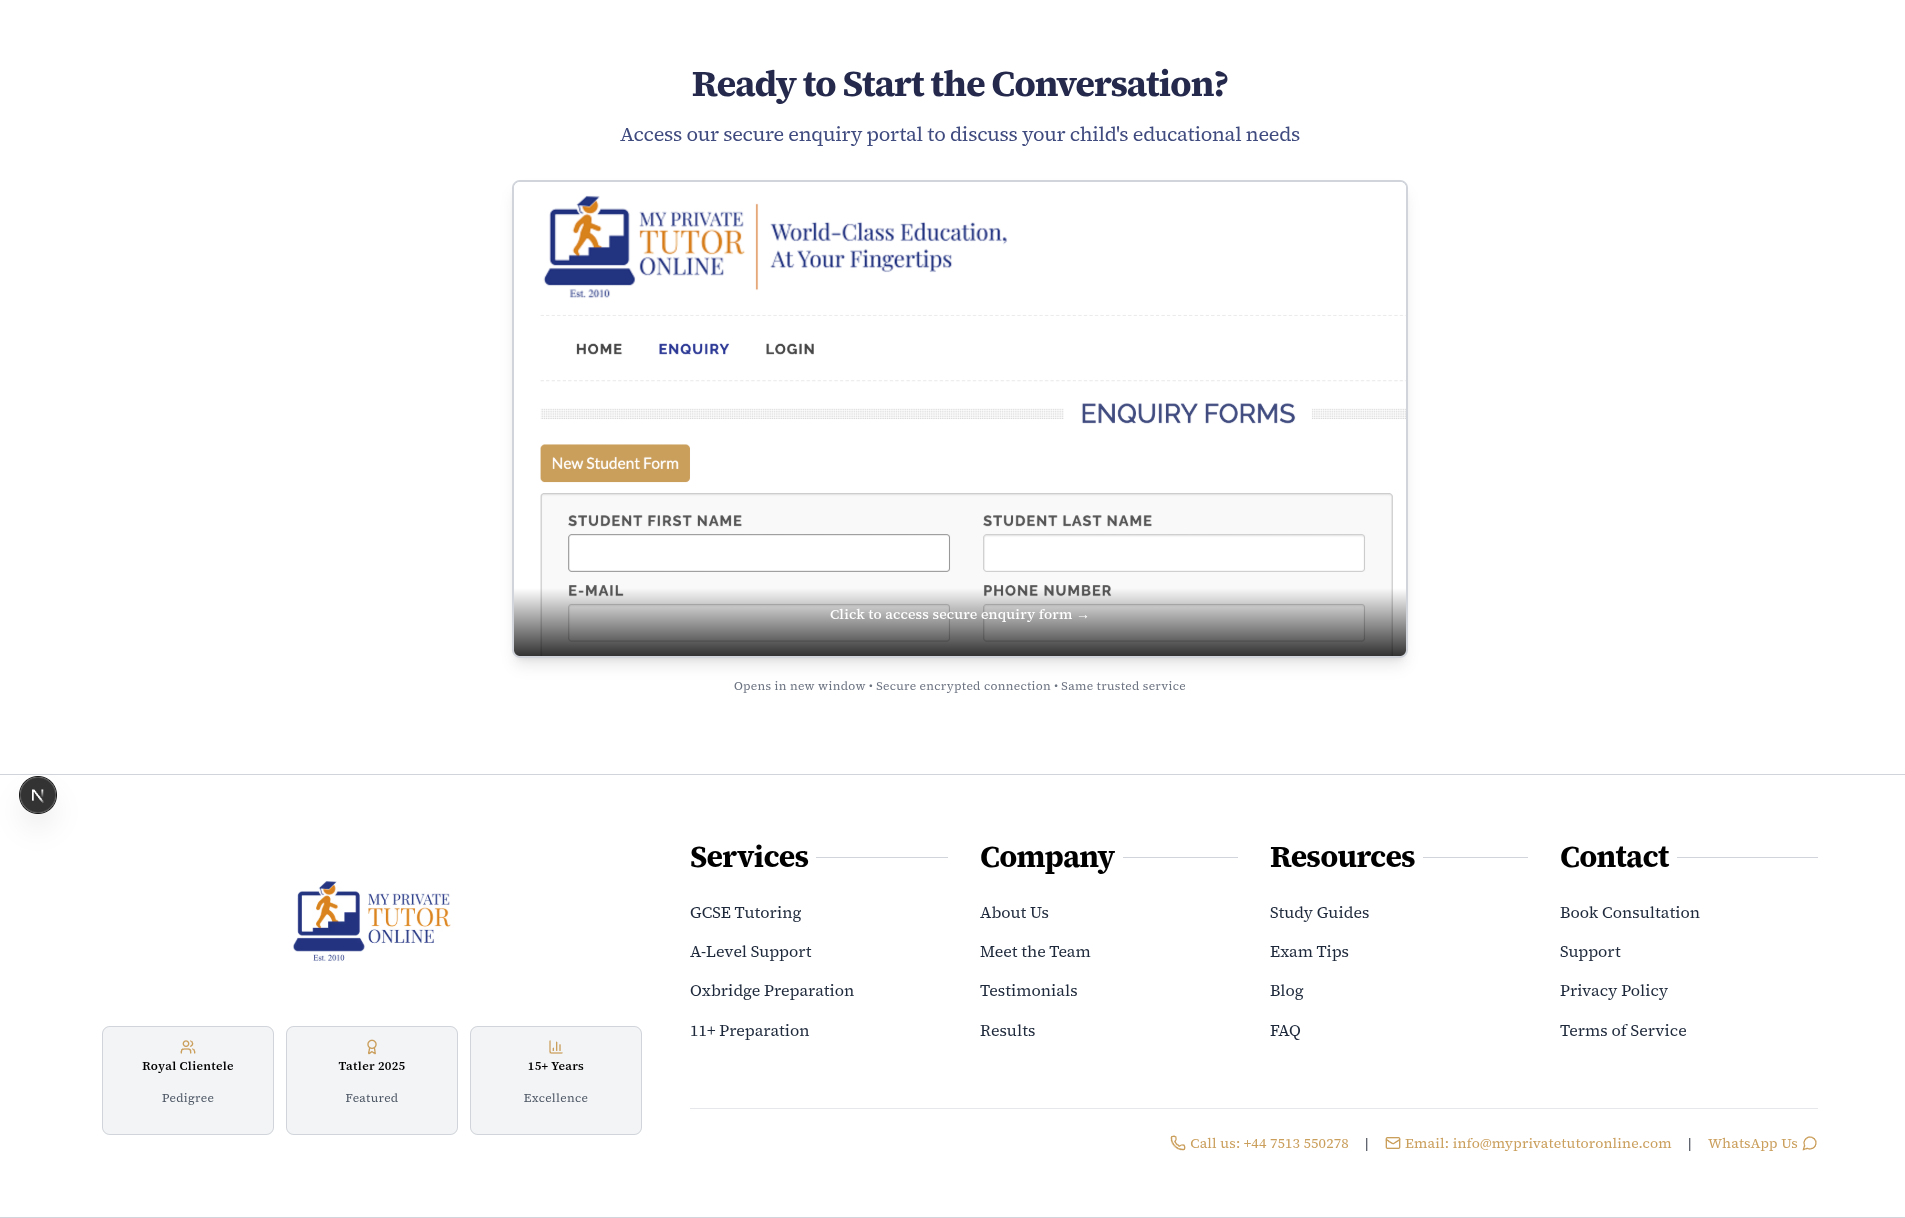 Ready to Start the Conversation?
Access our secure enquiry portal to discuss your child's educational needs
MY PRIVATE
TUTOR
ONLINE
Est. 2010
World-Class Education,
At Your Fingertips
HOME ENQUIRY LOGIN
ENQUIRY FORMS
New Student Form
STUDENT FIRST NAME STUDENT LAST NAME
E-MAIL PHONE NUMBER
Click to access secure enquiry form →
Opens in new window • Secure encrypted connection • Same trusted service
N
MY PRIVATE
TUTOR
ONLINE
Est. 2010
Royal Clientele
Pedigree
Tatler 2025
Featured
15+ Years
Excellence
Services
GCSE Tutoring
A-Level Support
Oxbridge Preparation
11+ Preparation
Company
About Us
Meet the Team
Testimonials
Results
Resources
Study Guides
Exam Tips
Blog
FAQ
Contact
Book Consultation
Support
Privacy Policy
Terms of Service
Call us: +44 7513 550278 | Email: info@myprivatetutoronline.com | WhatsApp Us